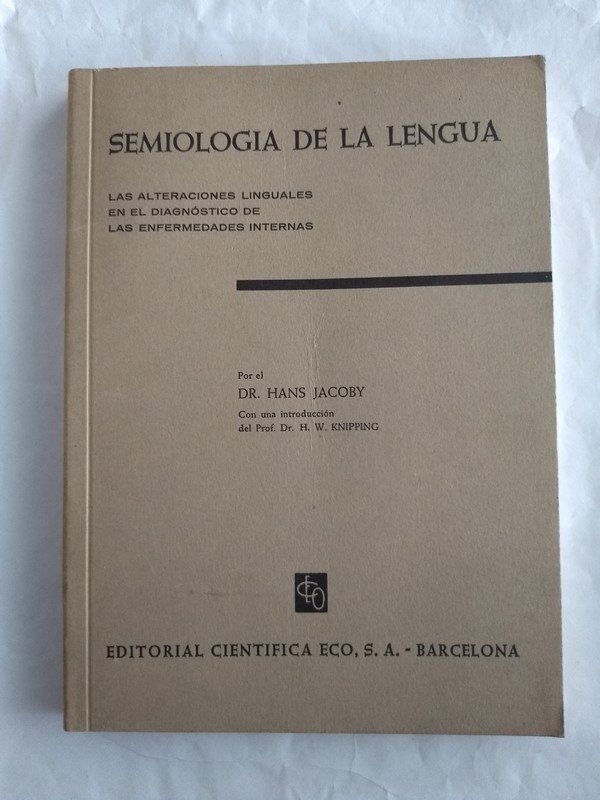 SEMIOLOGIA DE LA LENGUA
LAS ALTERACIONES LINGUALES
EN EL DIAGNÓSTICO DE
LAS ENFERMEDADES INTERNAS
Por el
DR. HANS JACOBY
Con una introducción
del Prof. Dr. H. W. KNIPPING
ECO
EDITORIAL CIENTIFICA ECO, S. A. - BARCELONA